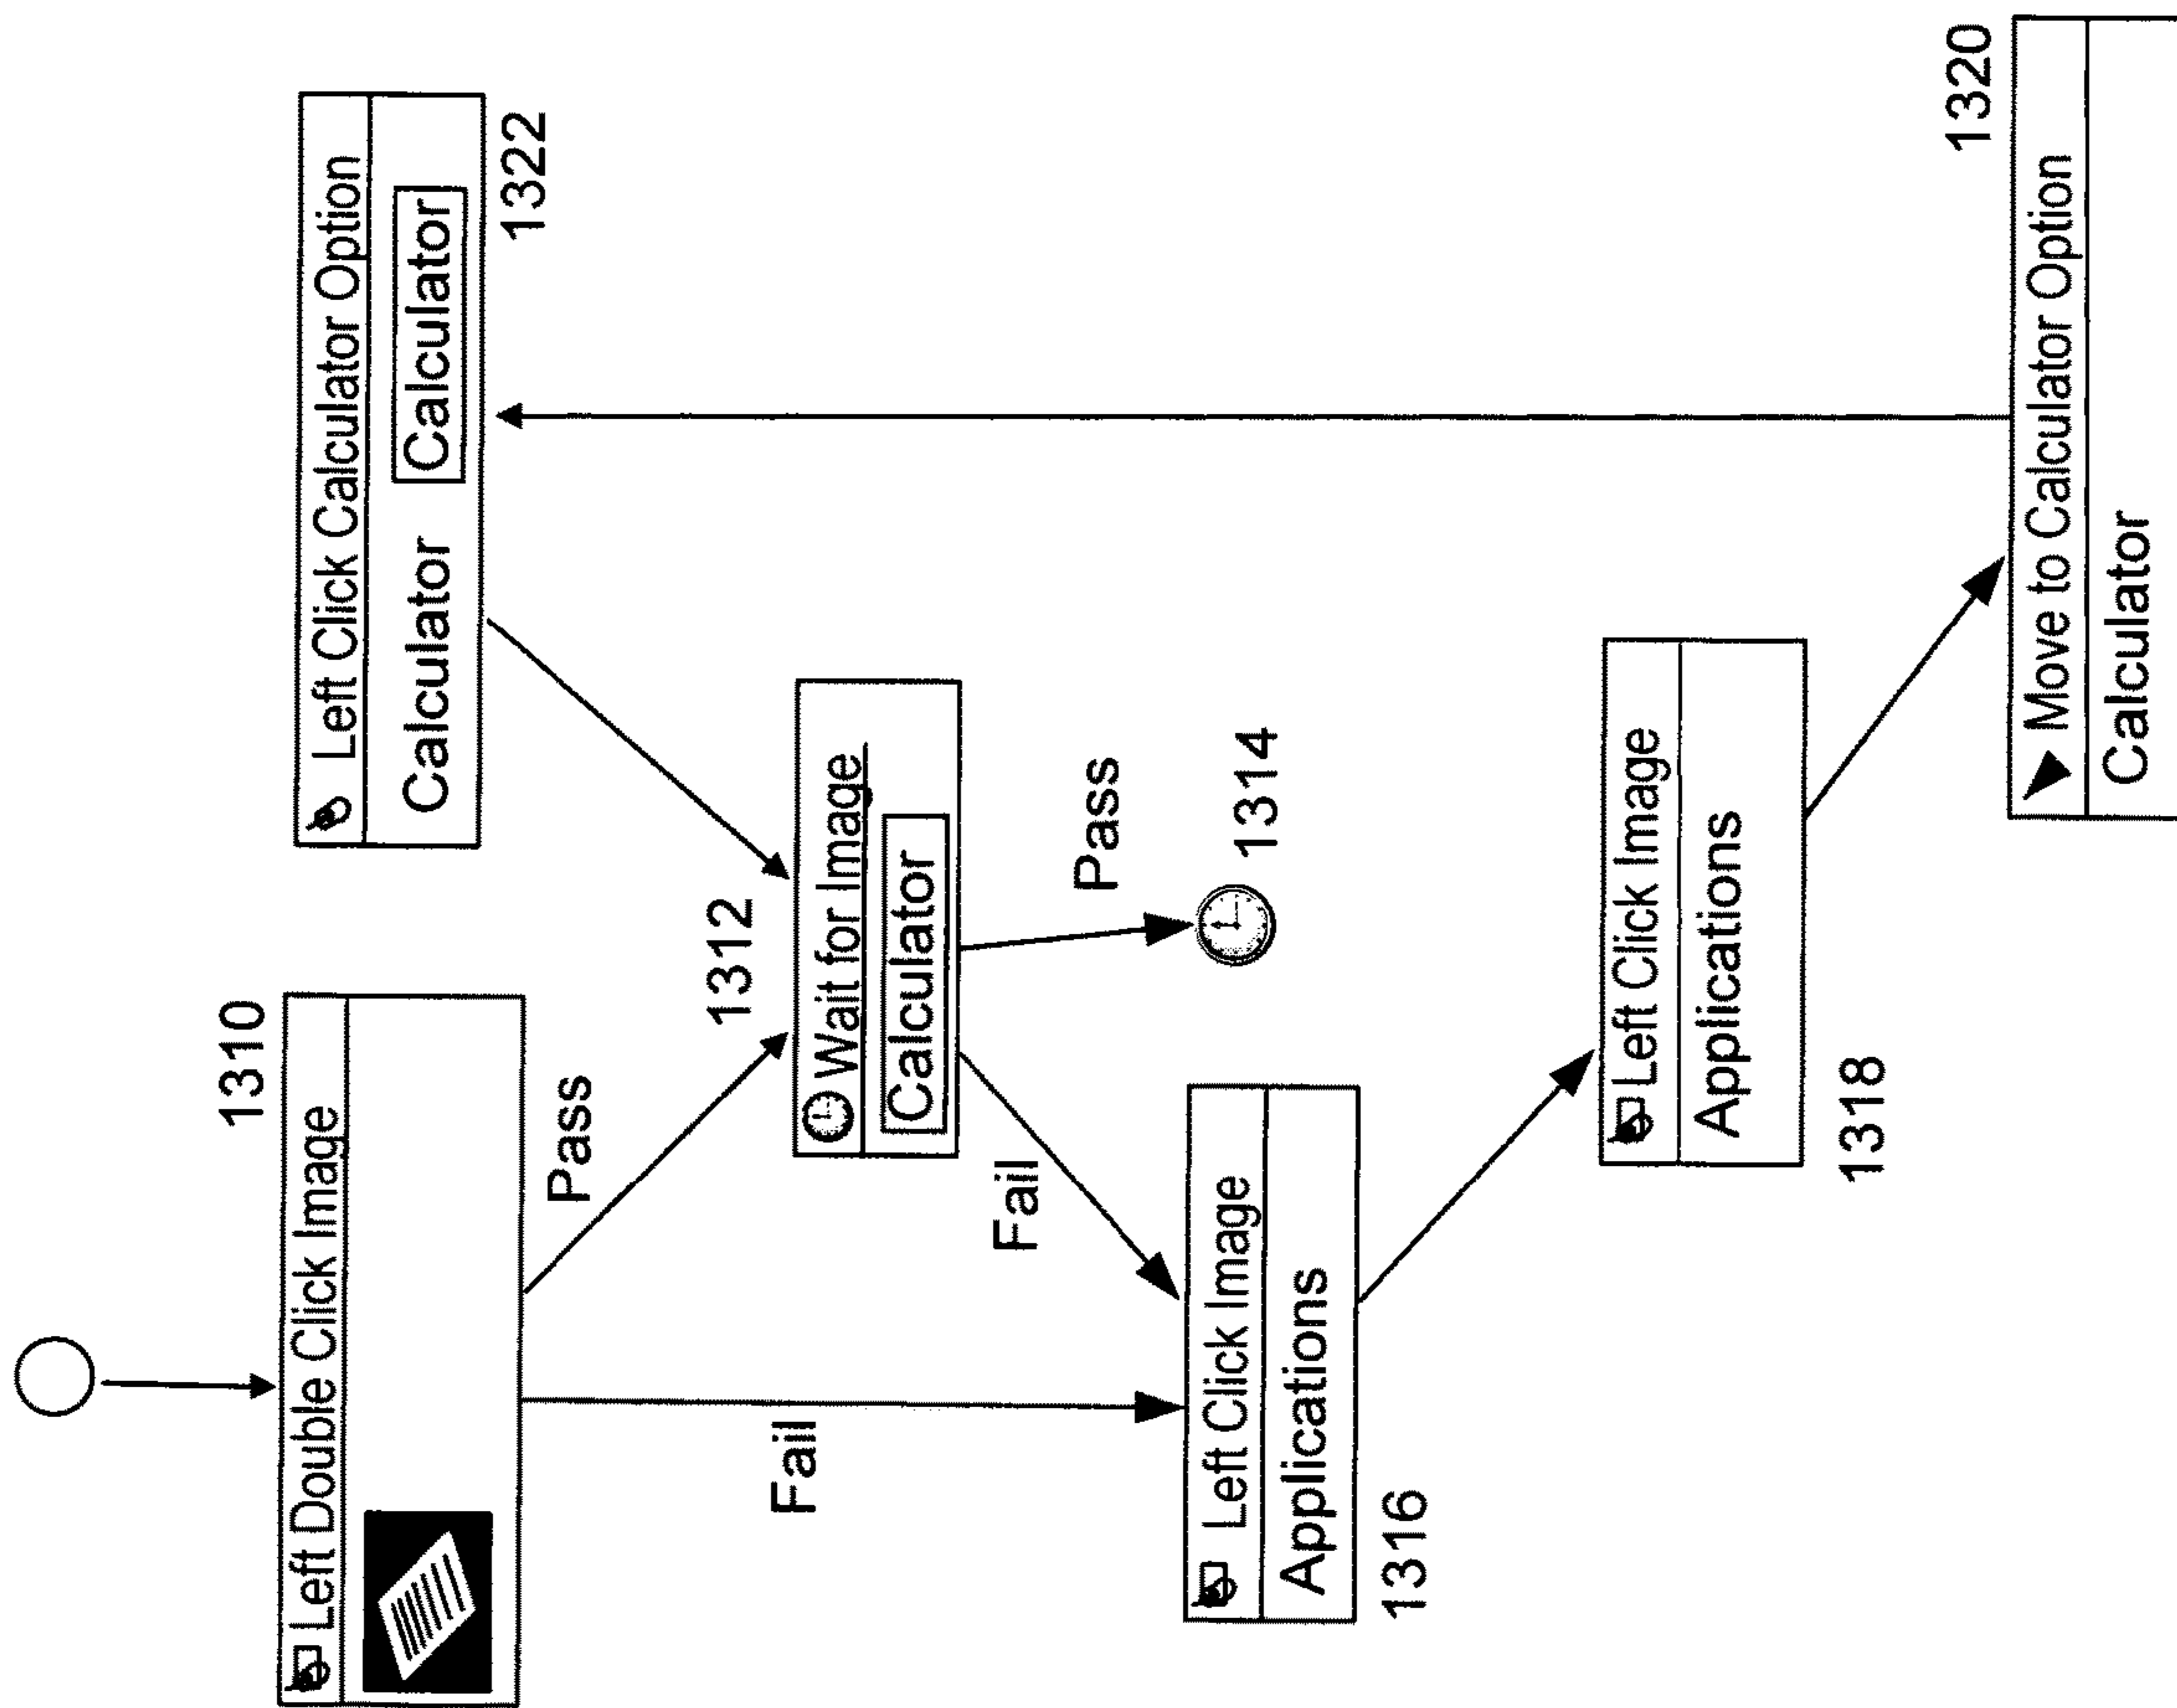 1310
Left Double Click Image
Pass
Fail
1322
Left Click Calculator Option
Calculator Calculator
1312
Wait for Image
Calculator
Pass
1314
Fail
1316
Left Click Image
Applications
1318
Left Click Image
Applications
1320
Move to Calculator Option
Calculator